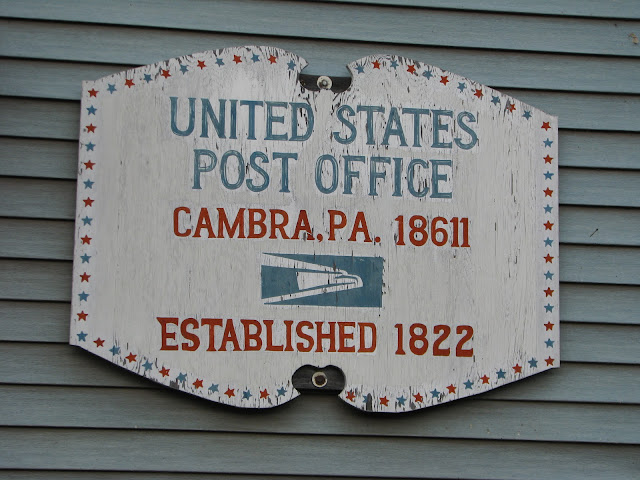 UNITED STATES
POST OFFICE
CAMBRA, PA. 18611
ESTABLISHED 1822